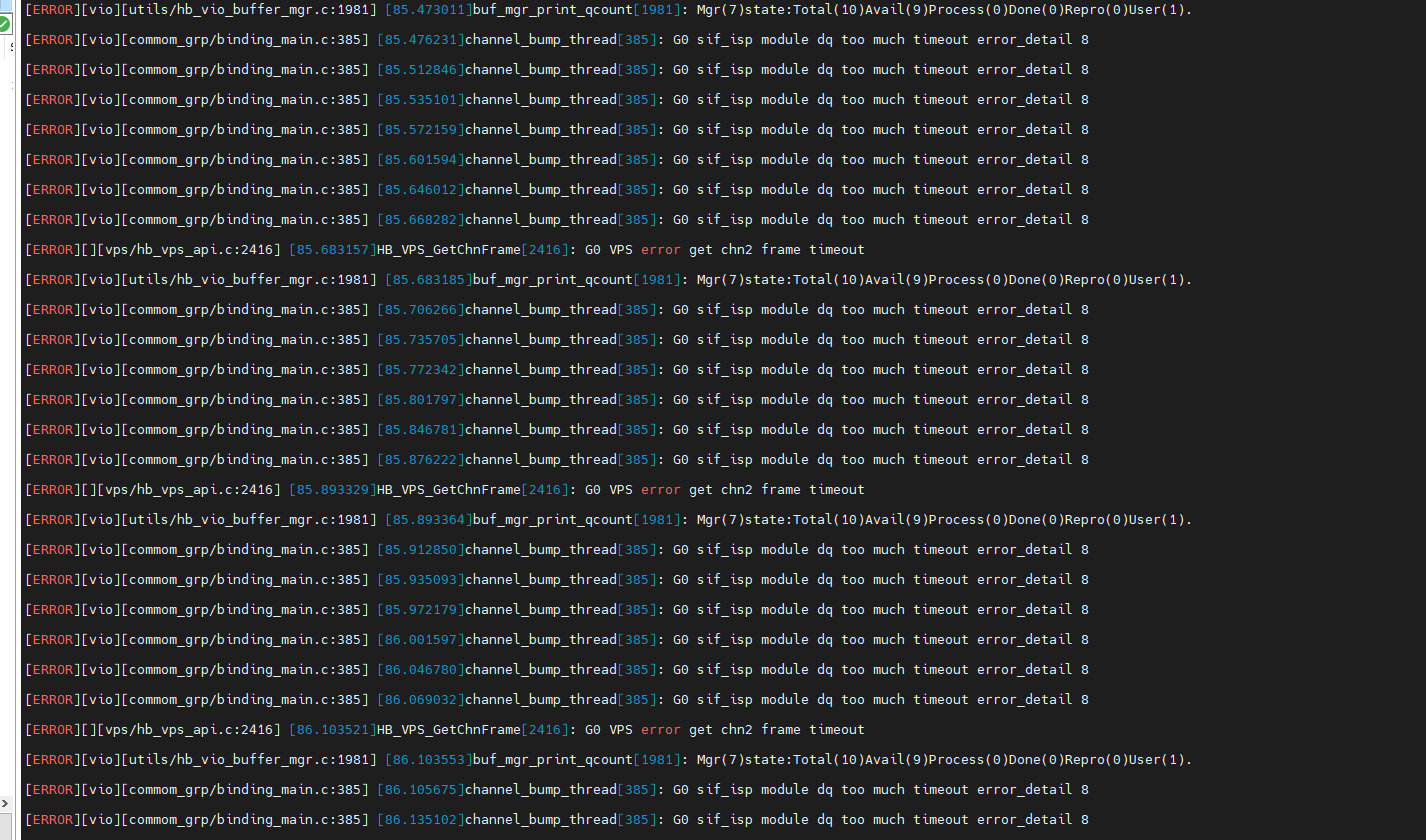 [ERROR][vio][utils/hb_vio_buffer_mgr.c:1981] [85.473011]buf_mgr_print_qcount[1981]: Mgr(7)state:Total(10)Avail(9)Process(0)Done(0)Repro(0)User(1).
[ERROR][vio][commom_grp/binding_main.c:385] [85.476231]channel_bump_thread[385]: G0 sif_isp module dq too much timeout error_detail 8
[ERROR][vio][commom_grp/binding_main.c:385] [85.512846]channel_bump_thread[385]: G0 sif_isp module dq too much timeout error_detail 8
[ERROR][vio][commom_grp/binding_main.c:385] [85.535101]channel_bump_thread[385]: G0 sif_isp module dq too much timeout error_detail 8
[ERROR][vio][commom_grp/binding_main.c:385] [85.572159]channel_bump_thread[385]: G0 sif_isp module dq too much timeout error_detail 8
[ERROR][vio][commom_grp/binding_main.c:385] [85.601594]channel_bump_thread[385]: G0 sif_isp module dq too much timeout error_detail 8
[ERROR][vio][commom_grp/binding_main.c:385] [85.646012]channel_bump_thread[385]: G0 sif_isp module dq too much timeout error_detail 8
[ERROR][vio][commom_grp/binding_main.c:385] [85.668282]channel_bump_thread[385]: G0 sif_isp module dq too much timeout error_detail 8
[ERROR][][vps/hb_vps_api.c:2416] [85.683157]HB_VPS_GetChnFrame[2416]: G0 VPS error get chn2 frame timeout
[ERROR][vio][utils/hb_vio_buffer_mgr.c:1981] [85.683185]buf_mgr_print_qcount[1981]: Mgr(7)state:Total(10)Avail(9)Process(0)Done(0)Repro(0)User(1).
[ERROR][vio][commom_grp/binding_main.c:385] [85.706266]channel_bump_thread[385]: G0 sif_isp module dq too much timeout error_detail 8
[ERROR][vio][commom_grp/binding_main.c:385] [85.735705]channel_bump_thread[385]: G0 sif_isp module dq too much timeout error_detail 8
[ERROR][vio][commom_grp/binding_main.c:385] [85.772342]channel_bump_thread[385]: G0 sif_isp module dq too much timeout error_detail 8
[ERROR][vio][commom_grp/binding_main.c:385] [85.801797]channel_bump_thread[385]: G0 sif_isp module dq too much timeout error_detail 8
[ERROR][vio][commom_grp/binding_main.c:385] [85.846781]channel_bump_thread[385]: G0 sif_isp module dq too much timeout error_detail 8
[ERROR][vio][commom_grp/binding_main.c:385] [85.876222]channel_bump_thread[385]: G0 sif_isp module dq too much timeout error_detail 8
[ERROR][][vps/hb_vps_api.c:2416] [85.893329]HB_VPS_GetChnFrame[2416]: G0 VPS error get chn2 frame timeout
[ERROR][vio][utils/hb_vio_buffer_mgr.c:1981] [85.893364]buf_mgr_print_qcount[1981]: Mgr(7)state:Total(10)Avail(9)Process(0)Done(0)Repro(0)User(1).
[ERROR][vio][commom_grp/binding_main.c:385] [85.912850]channel_bump_thread[385]: G0 sif_isp module dq too much timeout error_detail 8
[ERROR][vio][commom_grp/binding_main.c:385] [85.935093]channel_bump_thread[385]: G0 sif_isp module dq too much timeout error_detail 8
[ERROR][vio][commom_grp/binding_main.c:385] [85.972179]channel_bump_thread[385]: G0 sif_isp module dq too much timeout error_detail 8
[ERROR][vio][commom_grp/binding_main.c:385] [86.001597]channel_bump_thread[385]: G0 sif_isp module dq too much timeout error_detail 8
[ERROR][vio][commom_grp/binding_main.c:385] [86.046780]channel_bump_thread[385]: G0 sif_isp module dq too much timeout error_detail 8
[ERROR][vio][commom_grp/binding_main.c:385] [86.069032]channel_bump_thread[385]: G0 sif_isp module dq too much timeout error_detail 8
[ERROR][][vps/hb_vps_api.c:2416] [86.103521]HB_VPS_GetChnFrame[2416]: G0 VPS error get chn2 frame timeout
[ERROR][vio][utils/hb_vio_buffer_mgr.c:1981] [86.103553]buf_mgr_print_qcount[1981]: Mgr(7)state:Total(10)Avail(9)Process(0)Done(0)Repro(0)User(1).
[ERROR][vio][commom_grp/binding_main.c:385] [86.105675]channel_bump_thread[385]: G0 sif_isp module dq too much timeout error_detail 8
[ERROR][vio][commom_grp/binding_main.c:385] [86.135102]channel_bump_thread[385]: G0 sif_isp module dq too much timeout error_detail 8